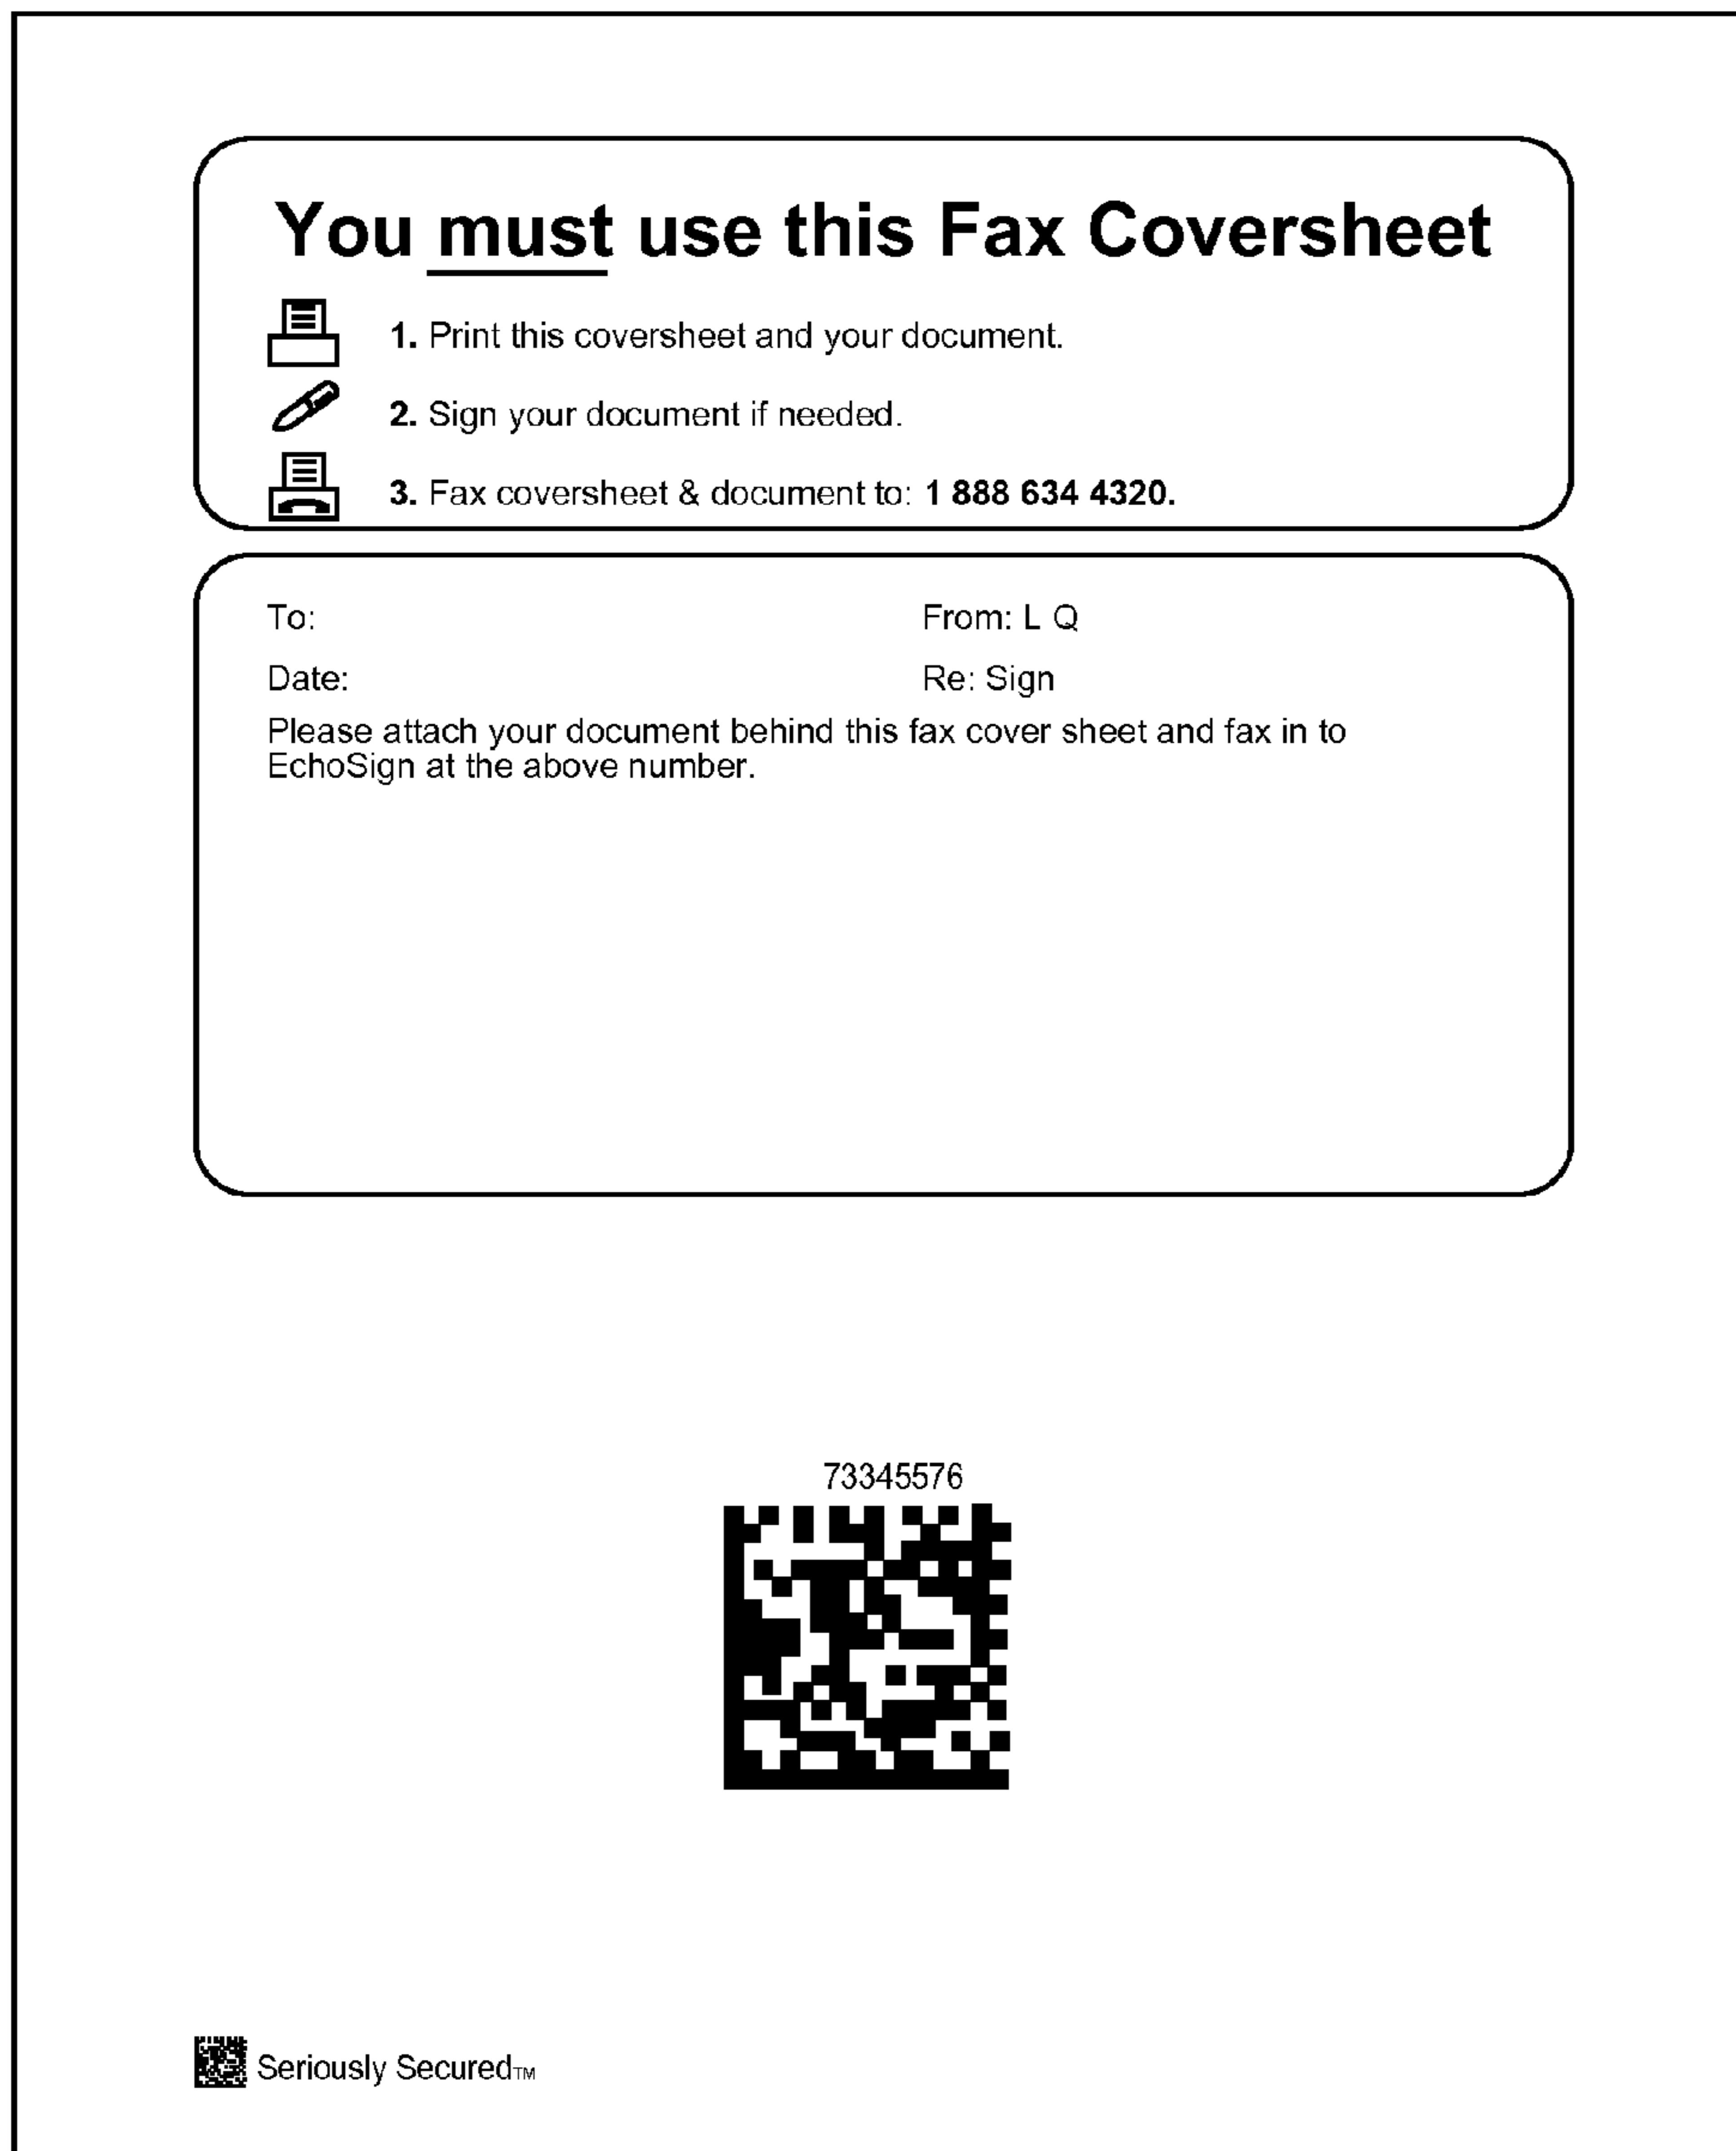 You must use this Fax Coversheet
1. Print this coversheet and your document.
2. Sign your document if needed.
3. Fax coversheet & document to: 1 888 634 4320.
To: From: L Q
Date: Re: Sign
Please attach your document behind this fax cover sheet and fax in to
EchoSign at the above number.
73345576
Seriously Secured™